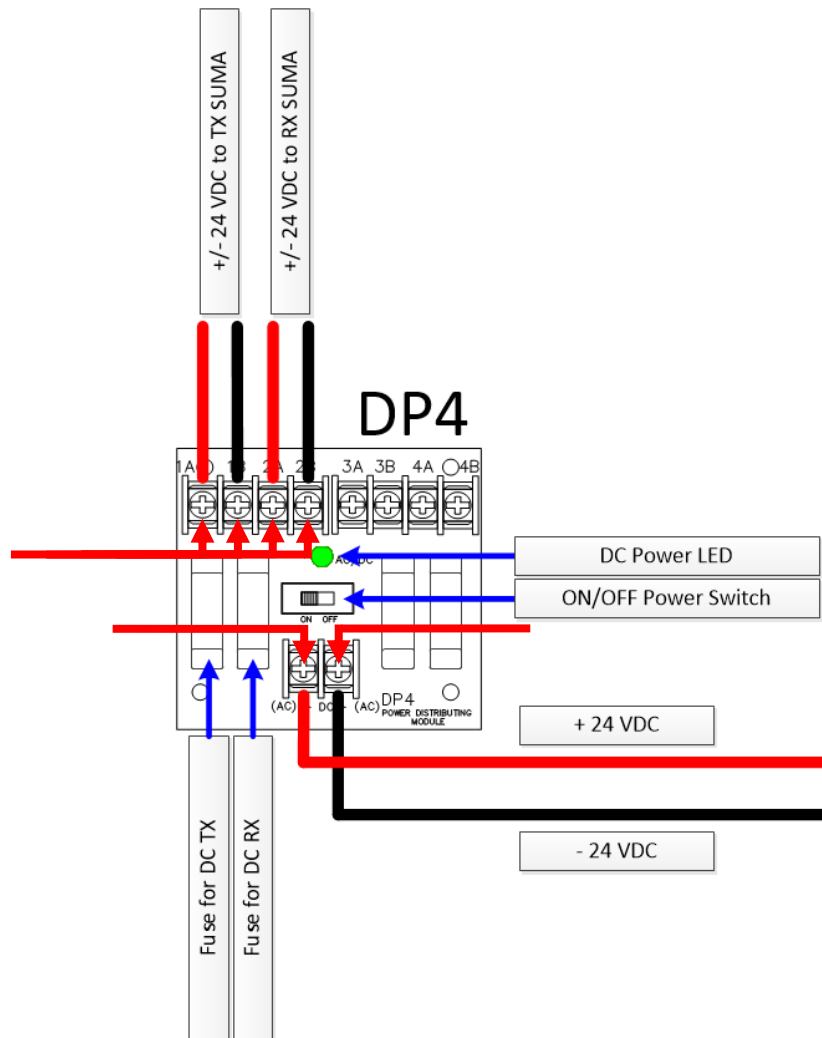 +/- 24 VDC to TX SUMA
+/- 24 VDC to RX SUMA
DP4
1A 1B 2A 2B 3A 3B 4A 4B
AC/DC
DC Power LED
ON/OFF Power Switch
ON OFF
(AC) + DC - (AC)
DP4
POWER DISTRIBUTING
MODULE
+ 24 VDC
- 24 VDC
Fuse for DC TX
Fuse for DC RX